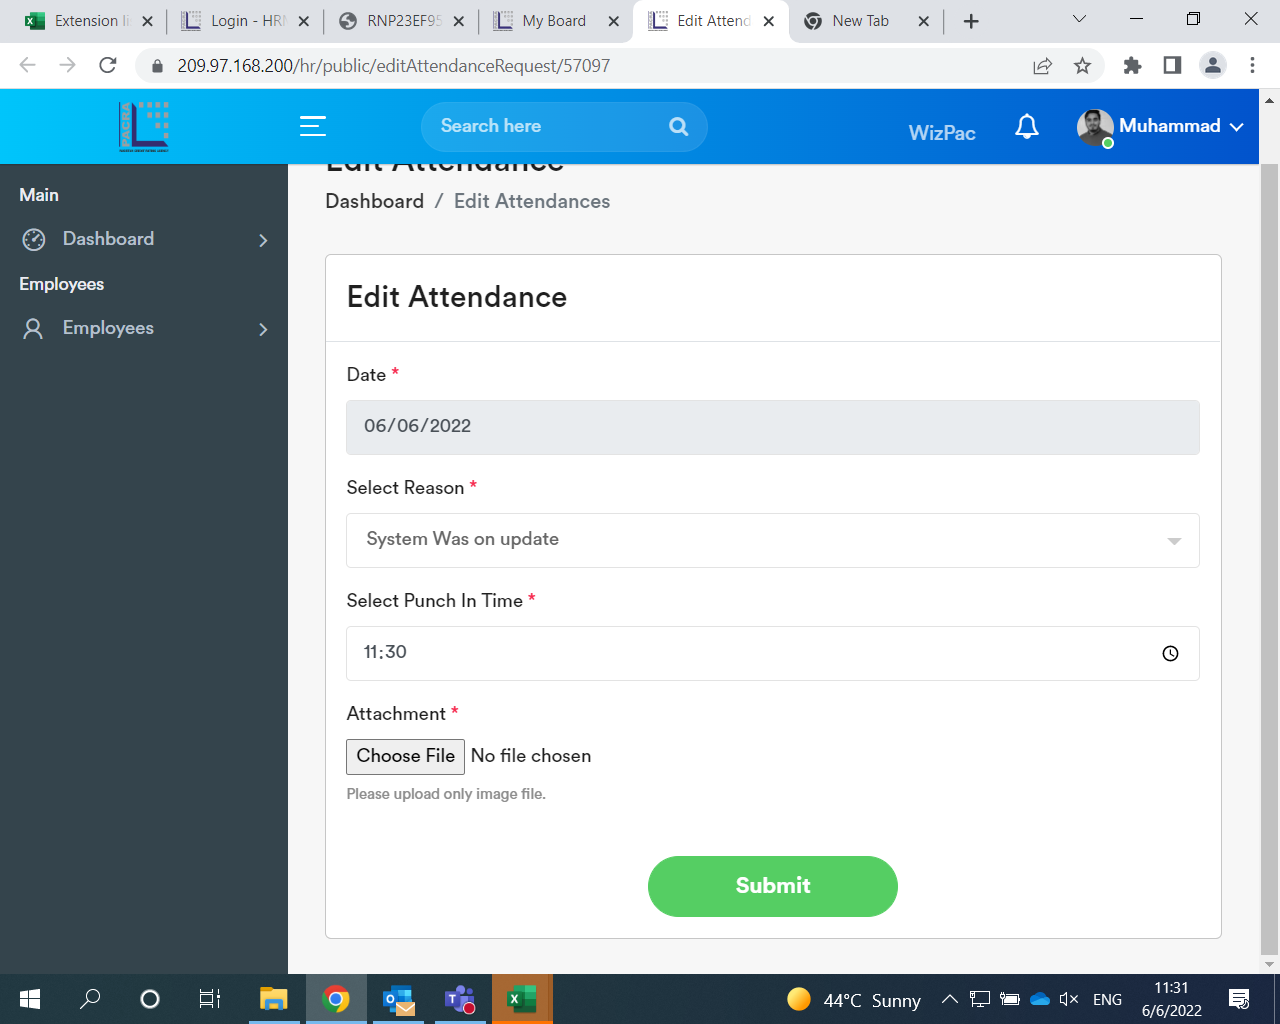 Extension li
Login - HRM
RNP23EF95
My Board
Edit Attend
New Tab
209.97.168.200/hr/public/editAttendanceRequest/57097
PACRA
Search here
WizPac
Muhammad
Main
Dashboard
Employees
Employees
Edit Attendance
Dashboard / Edit Attendances
Edit Attendance
Date *
06/06/2022
Select Reason *
System Was on update
Select Punch In Time *
11:30
Attachment *
Choose File No file chosen
Please upload only image file.
Submit
44°C Sunny
ENG
11:31
6/6/2022